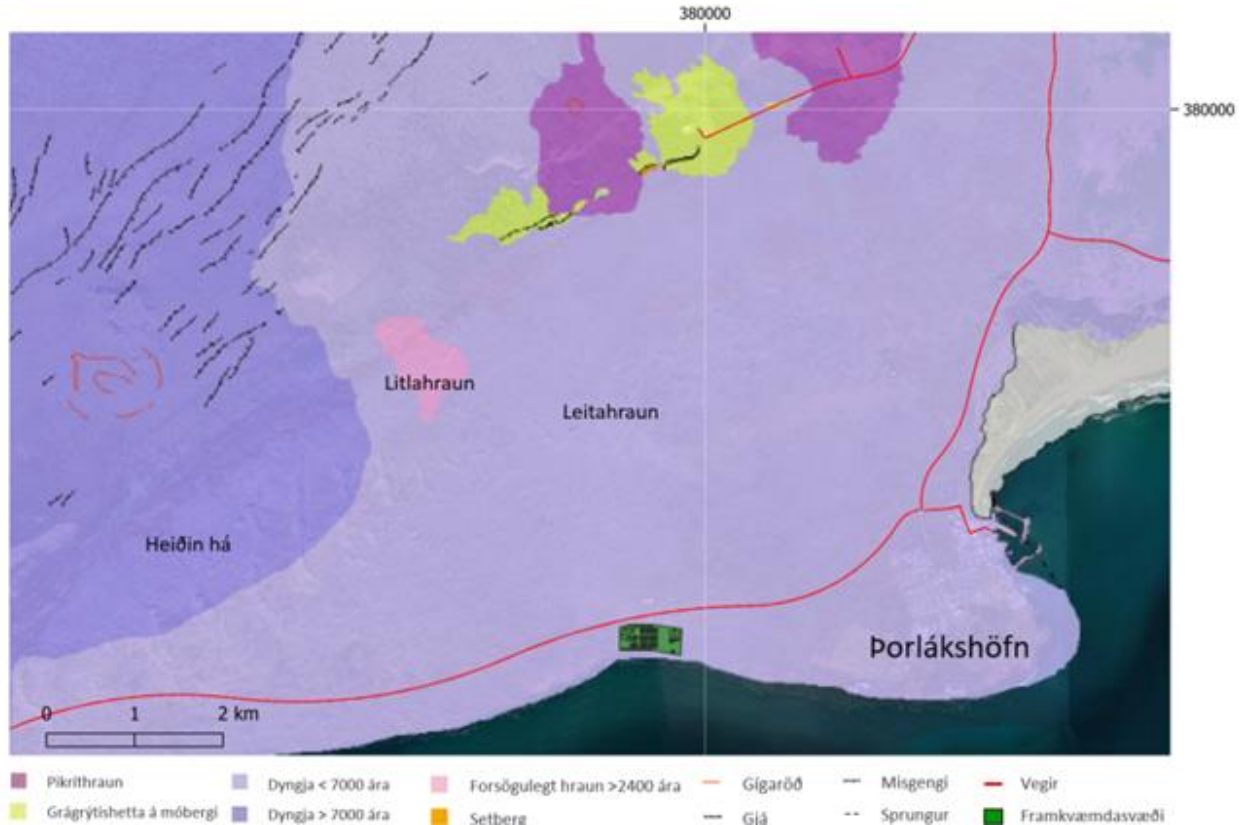 380000
380000
Litlahraun
Leitahraun
Heiðin há
Þorlákshöfn
0 1 2 km
Pikríthraun Dyngja < 7000 ára Forsögulegt hraun >2400 ára Gígaröð Misgengi Vegir
Grágrýtishetta á móbergi Dyngja > 7000 ára Setberg Gjá Sprungur Framkvæmdasvæði